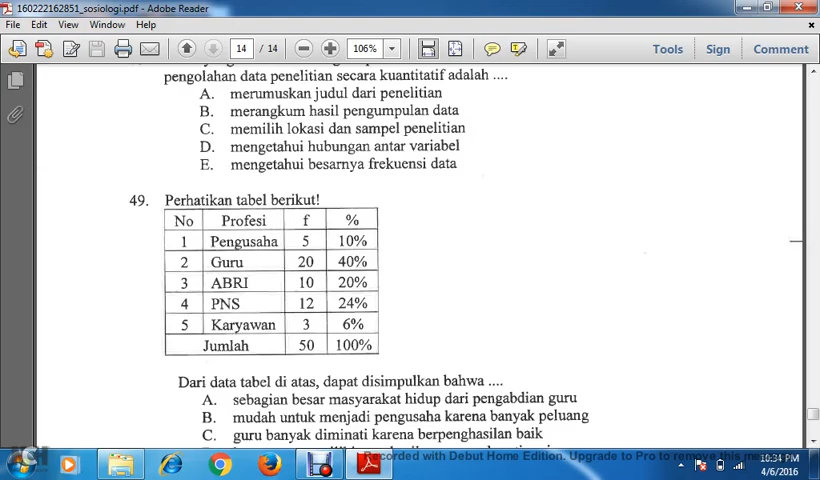 160222162851_sosiologi.pdf - Adobe Reader
File Edit View Window Help
14 / 14 106% Tools Sign Comment
pengolahan data penelitian secara kuantitatif adalah ....
A. merumuskan judul dari penelitian
B. merangkum hasil pengumpulan data
C. memilih lokasi dan sampel penelitian
D. mengetahui hubungan antar variabel
E. mengetahui besarnya frekuensi data
49. Perhatikan tabel berikut!
No Profesi f %
1 Pengusaha 5 10%
2 Guru 20 40%
3 ABRI 10 20%
4 PNS 12 24%
5 Karyawan 3 6%
Jumlah 50 100%
Dari data tabel di atas, dapat disimpulkan bahwa ....
A. sebagian besar masyarakat hidup dari pengabdian guru
B. mudah untuk menjadi pengusaha karena banyak peluang
C. guru banyak diminati karena berpenghasilan baik
Recorded with Debut Home Edition. Upgrade to Pro to remove this
10:34 PM
4/6/2016